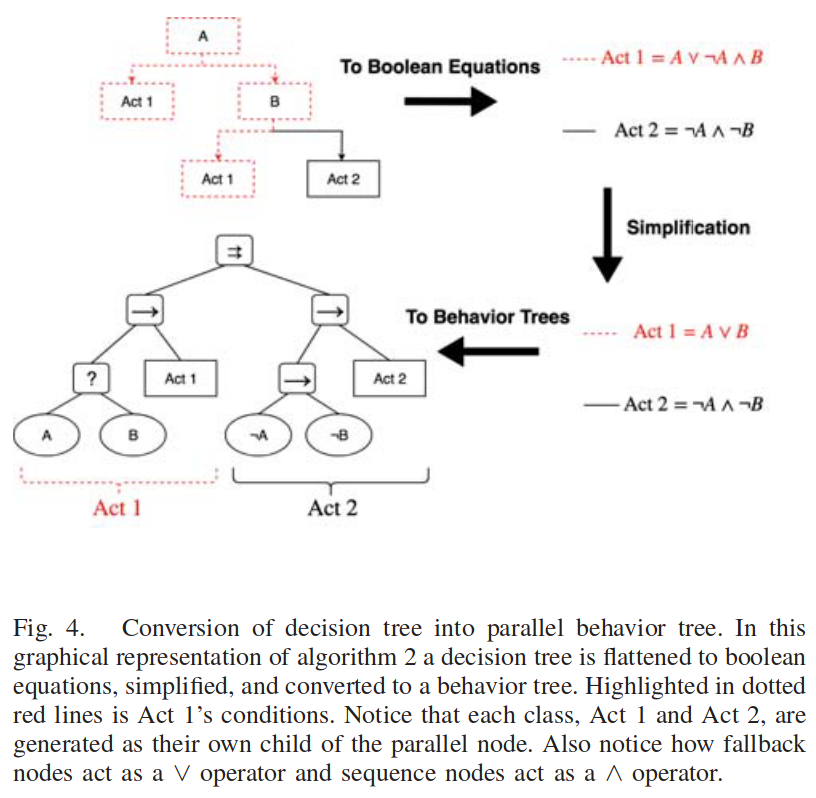 A
To Boolean Equations
Act 1 = A ∨ ¬A ∧ B
Act 1
B
Act 2 = ¬A ∧ ¬B
Act 1
Act 2
Simplification
⇉
→
→
To Behavior Trees
Act 1 = A ∨ B
?
Act 1
→
Act 2
Act 2 = ¬A ∧ ¬B
A
B
¬A
¬B
Act 1
Act 2
Fig. 4. Conversion of decision tree into parallel behavior tree. In this
graphical representation of algorithm 2 a decision tree is flattened to boolean
equations, simplified, and converted to a behavior tree. Highlighted in dotted
red lines is Act 1's conditions. Notice that each class, Act 1 and Act 2, are
generated as their own child of the parallel node. Also notice how fallback
nodes act as a ∨ operator and sequence nodes act as a ∧ operator.